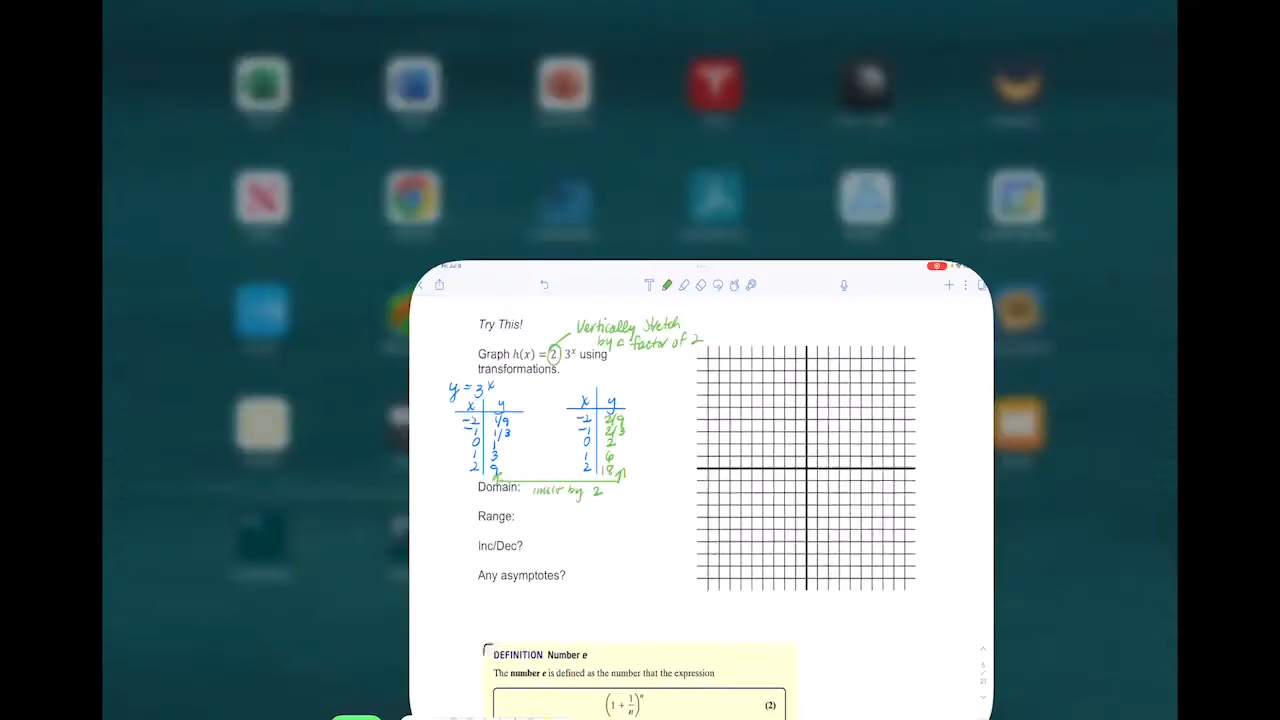 Try This!
Vertically stretch
by a factor of 2
Graph h(x) = 2 3ˣ using
transformations.
y = 3ˣ
x y
-2 1/9
-1 1/3
0 1
1 3
2 9
x y
-2 2/9
-1 2/3
0 2
1 6
2 18
Domain:
mult by 2
Range:
Inc/Dec?
Any asymptotes?
DEFINITION Number e
The number e is defined as the number that the expression
(1 + 1/n)ⁿ (2)